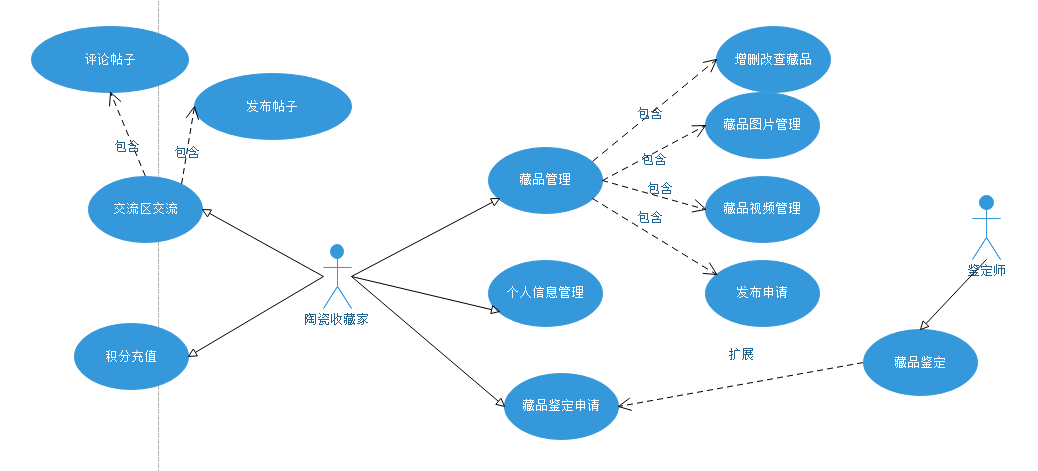 评论帖子
发布帖子
包含
包含
交流区交流
积分充值
陶瓷收藏家
藏品管理
个人信息管理
藏品鉴定申请
包含
包含
包含
包含
增删改查藏品
藏品图片管理
藏品视频管理
发布申请
扩展
鉴定师
藏品鉴定